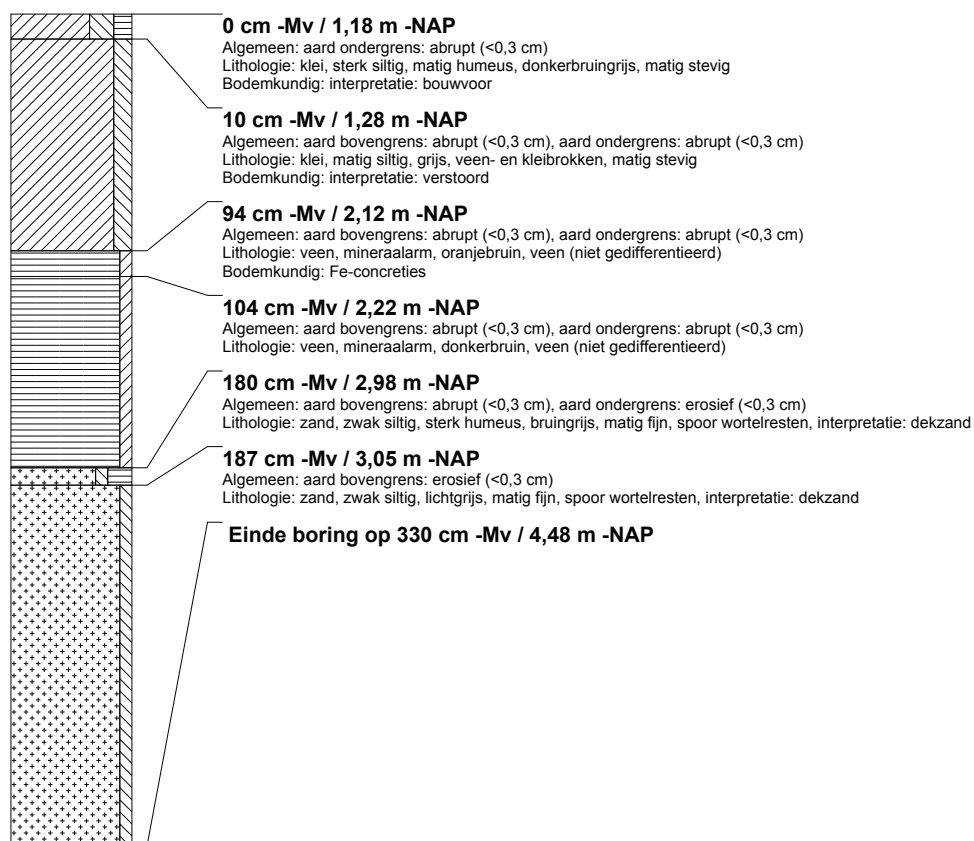 0 cm -Mv / 1,18 m -NAP
Algemeen: aard ondergrens: abrupt (<0,3 cm)
Lithologie: klei, sterk siltig, matig humeus, donkerbruingrijs, matig stevig
Bodemkundig: interpretatie: bouwvoor
10 cm -Mv / 1,28 m -NAP
Algemeen: aard bovengrens: abrupt (<0,3 cm), aard ondergrens: abrupt (<0,3 cm)
Lithologie: klei, matig siltig, grijs, veen- en kleibrokken, matig stevig
Bodemkundig: interpretatie: verstoord
94 cm -Mv / 2,12 m -NAP
Algemeen: aard bovengrens: abrupt (<0,3 cm), aard ondergrens: abrupt (<0,3 cm)
Lithologie: veen, mineraalarm, oranjebruin, veen (niet gedifferentieerd)
Bodemkundig: Fe-concreties
104 cm -Mv / 2,22 m -NAP
Algemeen: aard bovengrens: abrupt (<0,3 cm), aard ondergrens: abrupt (<0,3 cm)
Lithologie: veen, mineraalarm, donkerbruin, veen (niet gedifferentieerd)
180 cm -Mv / 2,98 m -NAP
Algemeen: aard bovengrens: abrupt (<0,3 cm), aard ondergrens: erosief (<0,3 cm)
Lithologie: zand, zwak siltig, sterk humeus, bruingrijs, matig fijn, spoor wortelresten, interpretatie: dekzand
187 cm -Mv / 3,05 m -NAP
Algemeen: aard bovengrens: erosief (<0,3 cm)
Lithologie: zand, zwak siltig, lichtgrijs, matig fijn, spoor wortelresten, interpretatie: dekzand
Einde boring op 330 cm -Mv / 4,48 m -NAP